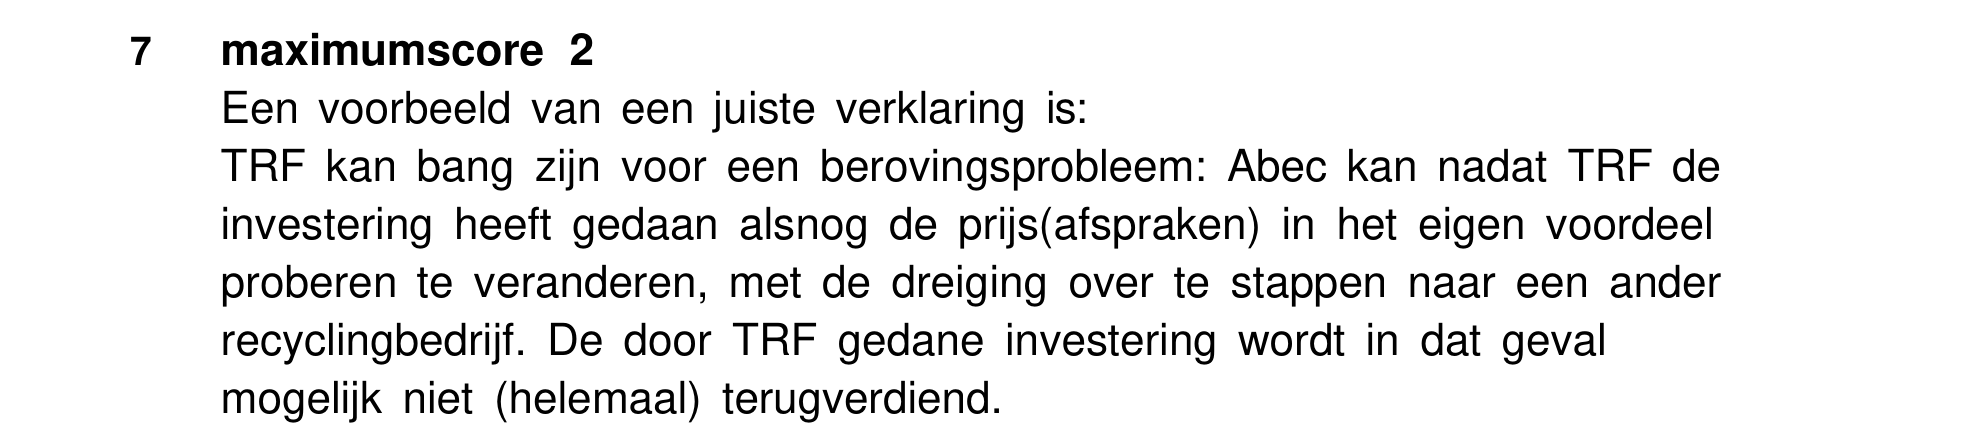 7 maximumscore 2
Een voorbeeld van een juiste verklaring is:
TRF kan bang zijn voor een berovingsprobleem: Abec kan nadat TRF de
investering heeft gedaan alsnog de prijs(afspraken) in het eigen voordeel
proberen te veranderen, met de dreiging over te stappen naar een ander
recyclingbedrijf. De door TRF gedane investering wordt in dat geval
mogelijk niet (helemaal) terugverdiend.